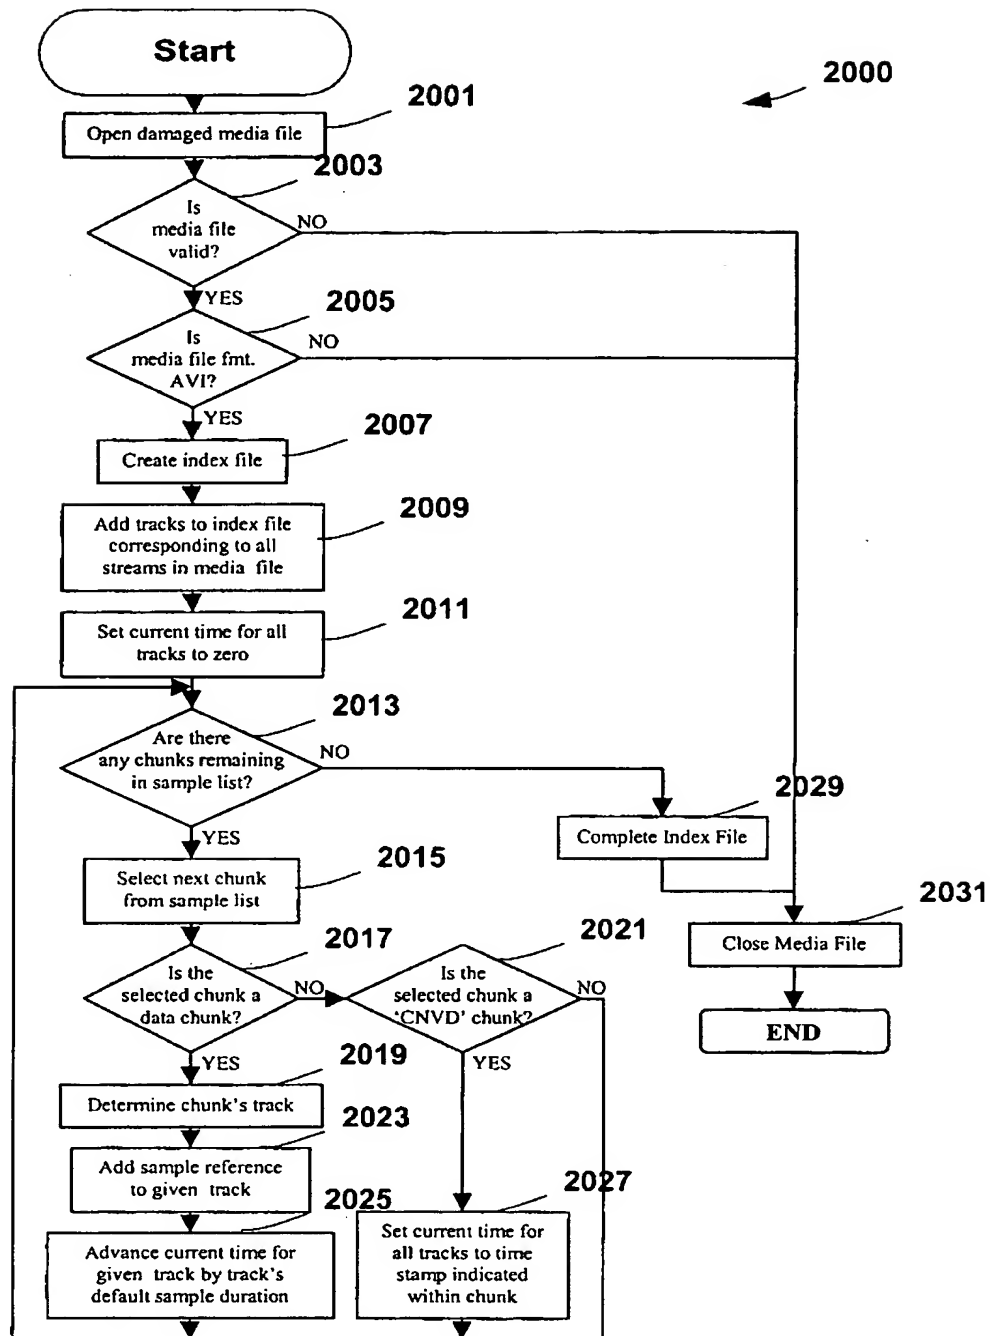 Start
2000
2001
Open damaged media file
2003
Is
media file
valid?
NO
YES
2005
Is
media file fmt.
AVI?
NO
YES
2007
Create index file
2009
Add tracks to index file
corresponding to all
streams in media file
2011
Set current time for all
tracks to zero
2013
Are there
any chunks remaining
in sample list?
NO
YES
2029
Complete Index File
2015
Select next chunk
from sample list
2031
Close Media File
END
2017
Is the
selected chunk a
data chunk?
NO
YES
2021
Is the
selected chunk a
‘CNVD’ chunk?
NO
YES
2019
Determine chunk's track
2023
Add sample reference
to given track
2025
Advance current time for
given track by track's
default sample duration
2027
Set current time for
all tracks to time
stamp indicated
within chunk